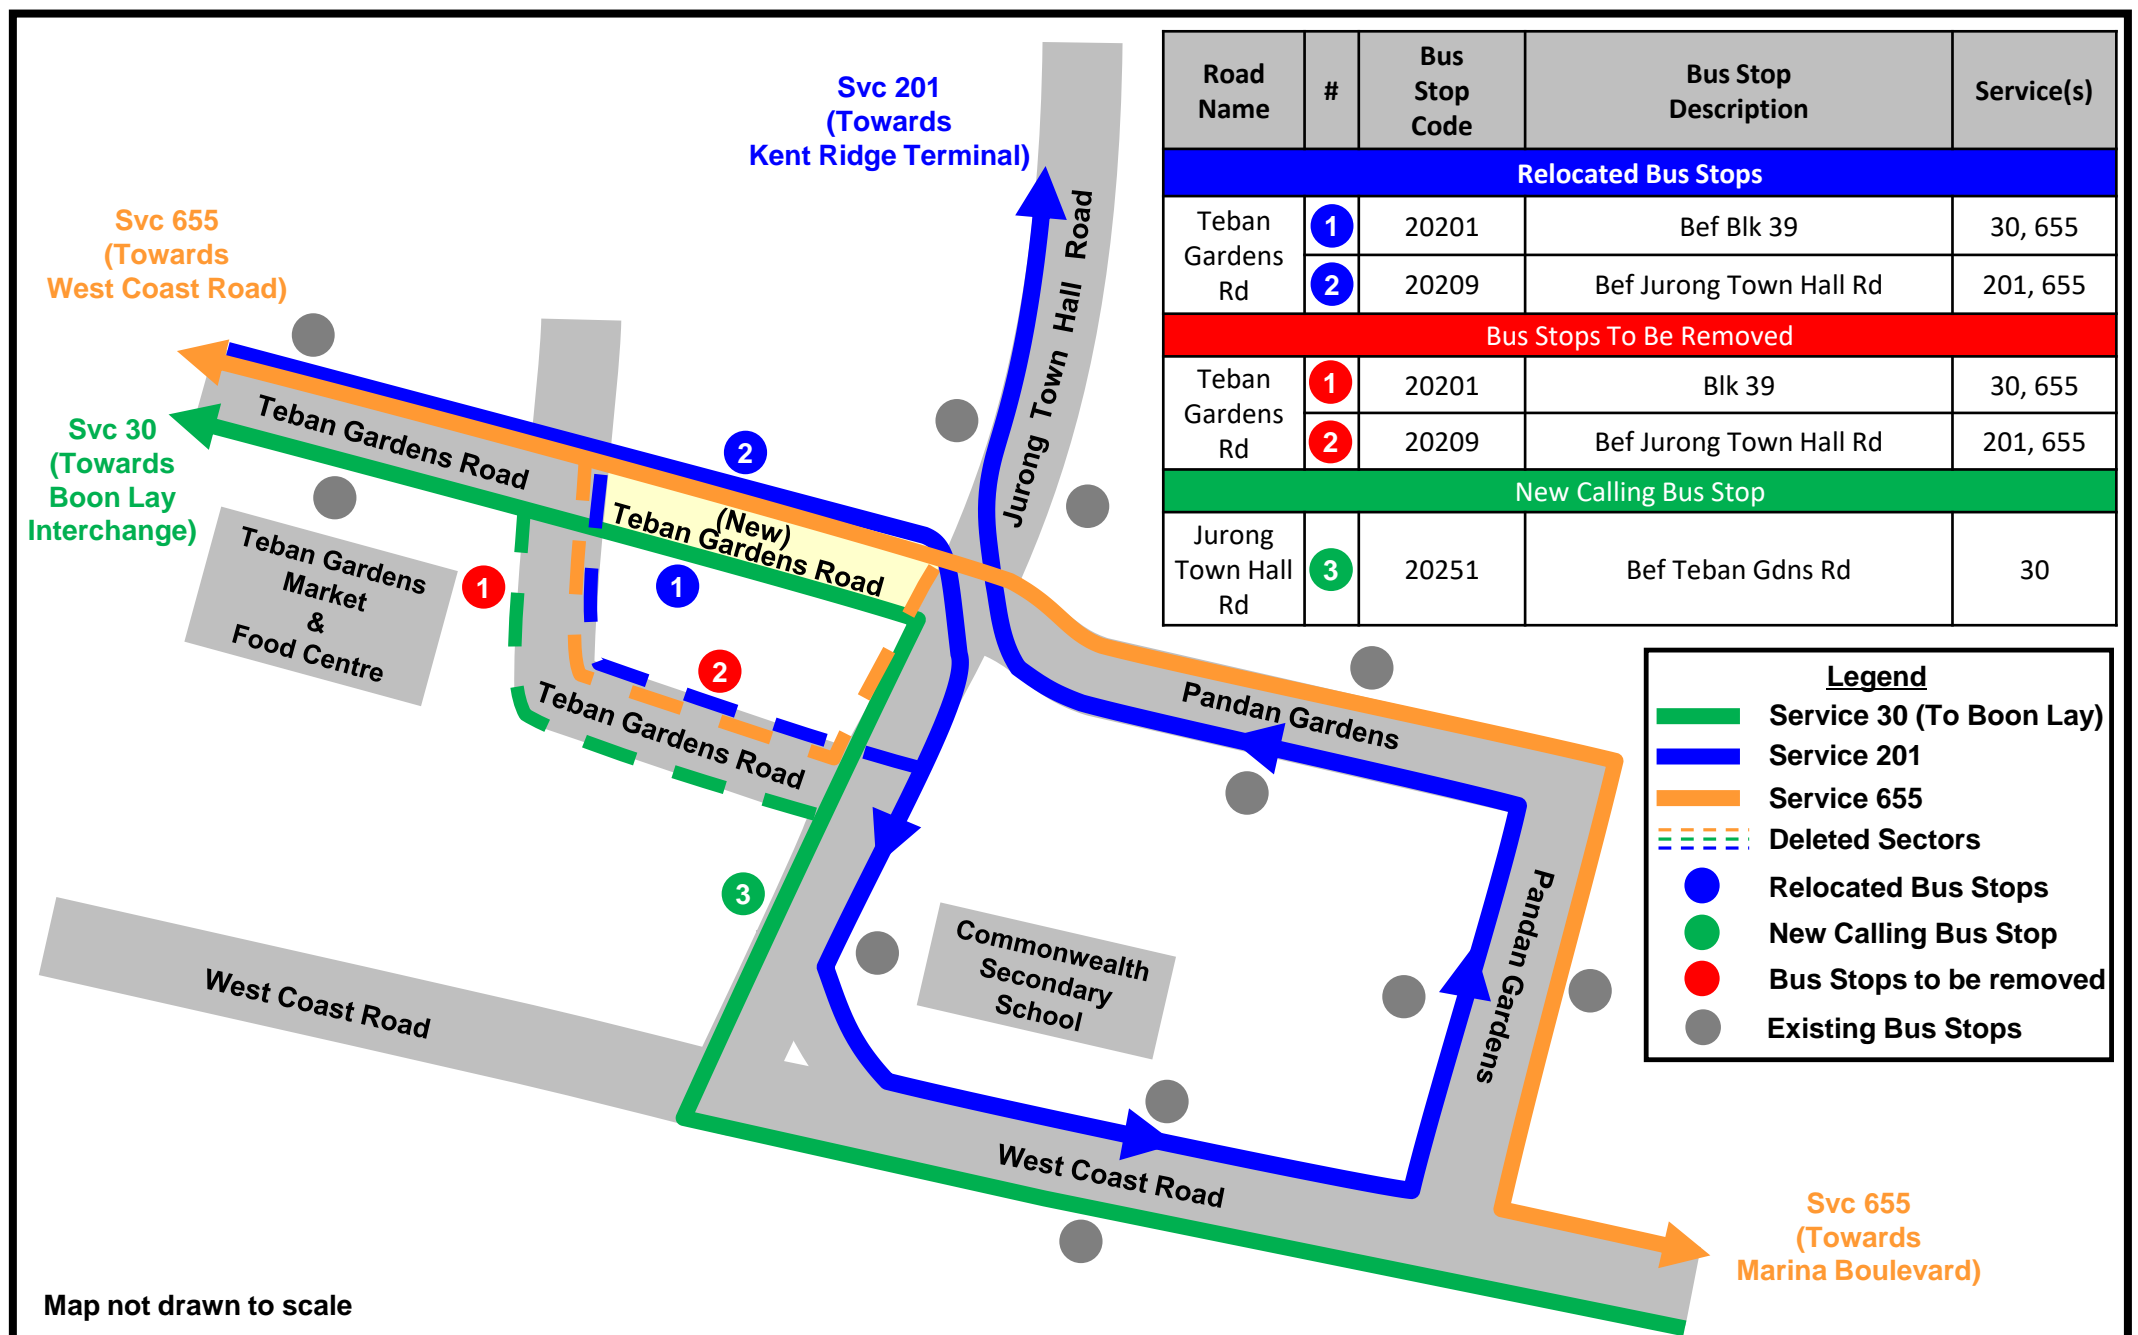 Svc 201
(Towards
Kent Ridge Terminal)
Svc 655
(Towards
West Coast Road)
Svc 30
(Towards
Boon Lay
Interchange)
Teban Gardens Road
(New)
Teban Gardens Road
Teban Gardens
Market
&
Food Centre
Teban Gardens Road
Jurong Town Hall Road
Pandan Gardens
Pandan Gardens
Commonwealth
Secondary
School
West Coast Road
West Coast Road
Svc 655
(Towards
Marina Boulevard)
2
1
1
2
3
Map not drawn to scale
Road Name # Bus Stop Code Bus Stop Description Service(s)
Relocated Bus Stops
Teban Gardens Rd 1 20201 Bef Blk 39 30, 655
2 20209 Bef Jurong Town Hall Rd 201, 655
Bus Stops To Be Removed
Teban Gardens Rd 1 20201 Blk 39 30, 655
2 20209 Bef Jurong Town Hall Rd 201, 655
New Calling Bus Stop
Jurong Town Hall Rd 3 20251 Bef Teban Gdns Rd 30
Legend
Service 30 (To Boon Lay)
Service 201
Service 655
Deleted Sectors
Relocated Bus Stops
New Calling Bus Stop
Bus Stops to be removed
Existing Bus Stops